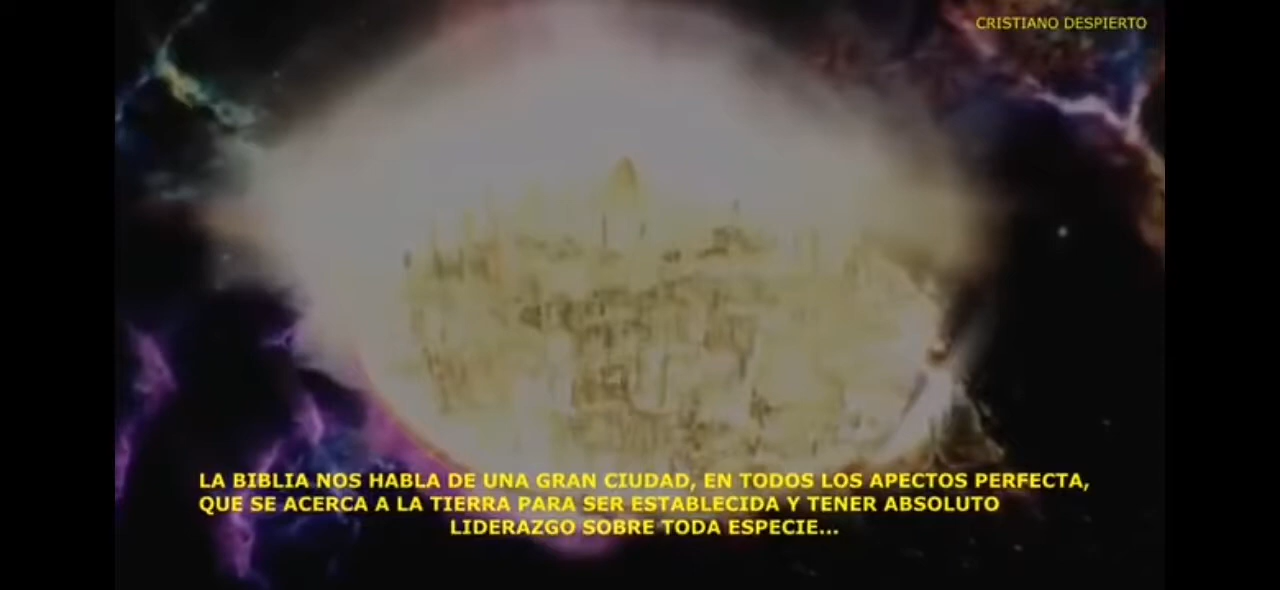 CRISTIANO DESPIERTO
LA BIBLIA NOS HABLA DE UNA GRAN CIUDAD, EN TODOS LOS APECTOS PERFECTA,
QUE SE ACERCA A LA TIERRA PARA SER ESTABLECIDA Y TENER ABSOLUTO
LIDERAZGO SOBRE TODA ESPECIE...